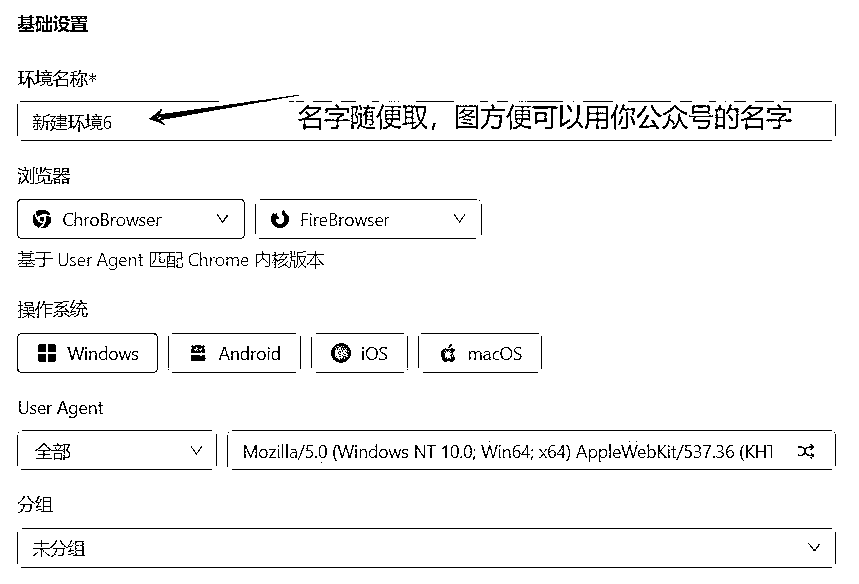 基础设置
环境名称*
新建环境6
名字随便取，图方便可以用你公众号的名字
浏览器
ChroBrowser FireBrowser
基于 User Agent 匹配 Chrome 内核版本
操作系统
Windows Android iOS macOS
User Agent
全部 Mozilla/5.0 (Windows NT 10.0; Win64; x64) AppleWebKit/537.36 (KHT
分组
未分组